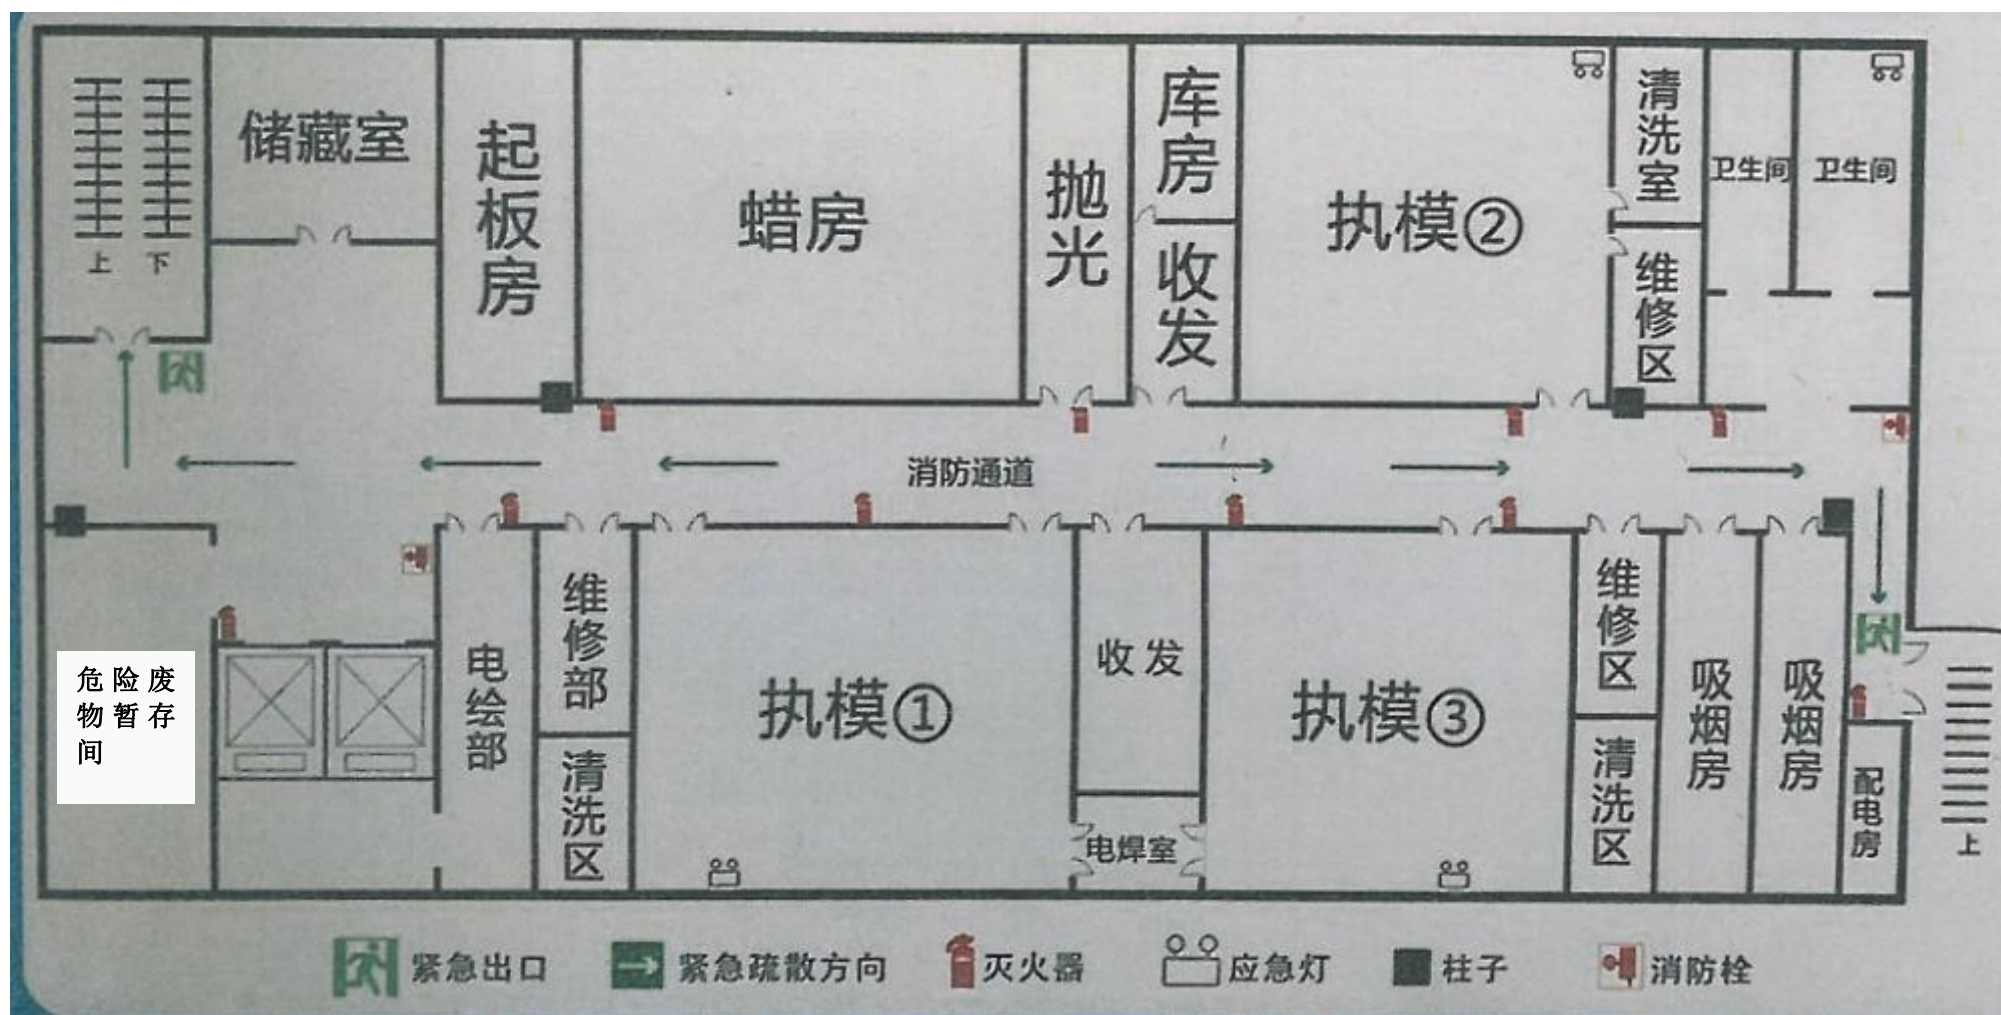 储藏室
起板房
蜡房
抛光
库房
收发
执模②
清洗室
维修区
卫生间
卫生间
上 下
消防通道
危险废
物暂存
间
电绘部
维修部
清洗区
执模①
收发
电焊室
执模③
维修区
清洗区
吸烟房
吸烟房
配电房
上
紧急出口
紧急疏散方向
灭火器
应急灯
柱子
消防栓